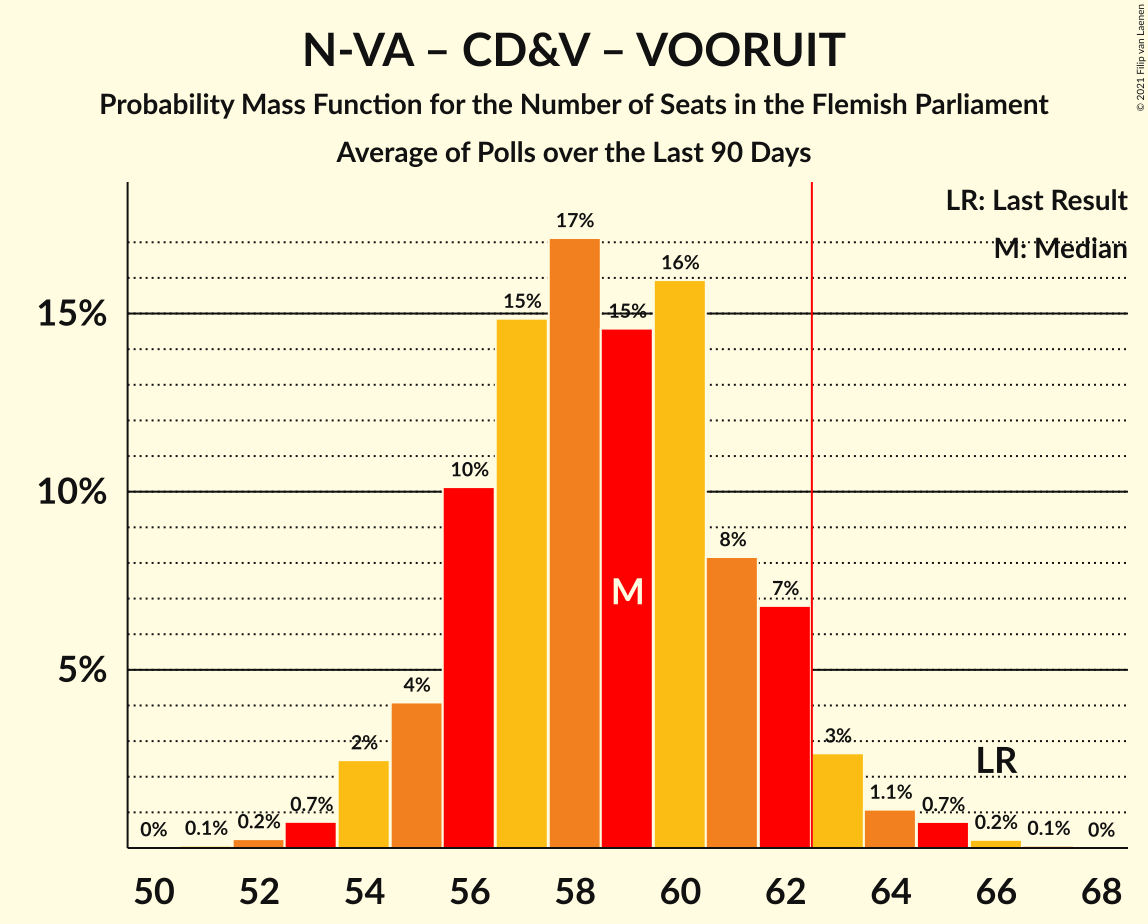 N-VA – CD&V – VOORUIT
Probability Mass Function for the Number of Seats in the Flemish Parliament
Average of Polls over the Last 90 Days
© 2021 Filip van Laenen
LR: Last Result
M: Median
17%
16%
15%
15%
15%
10%
10%
8%
7%
M
5%
4%
2%
3%
LR
0%
0.1%
0.2%
0.7%
1.1%
0.7%
0.2%
0.1%
0%
50 52 54 56 58 60 62 64 66 68